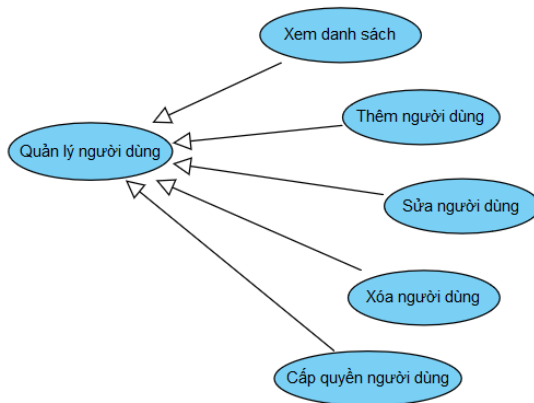 Xem danh sách
Thêm người dùng
Quản lý người dùng
Sửa người dùng
Xóa người dùng
Cấp quyền người dùng